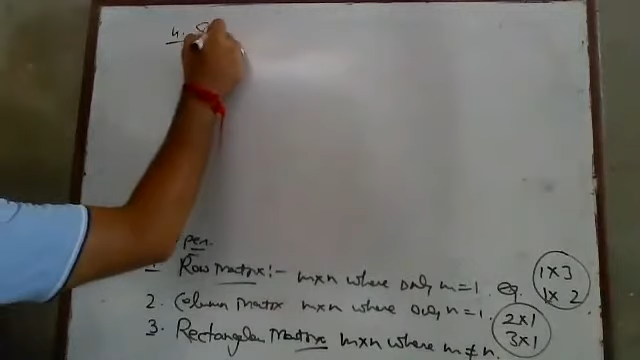 4. S
pen.
1 Row Matrix:- m×n where only m=1. eg. 1×3
1×2
2. Column Matrix m×n where only n=1. 2×1
3×1
3. Rectangular Matrix m×n where m≠n.